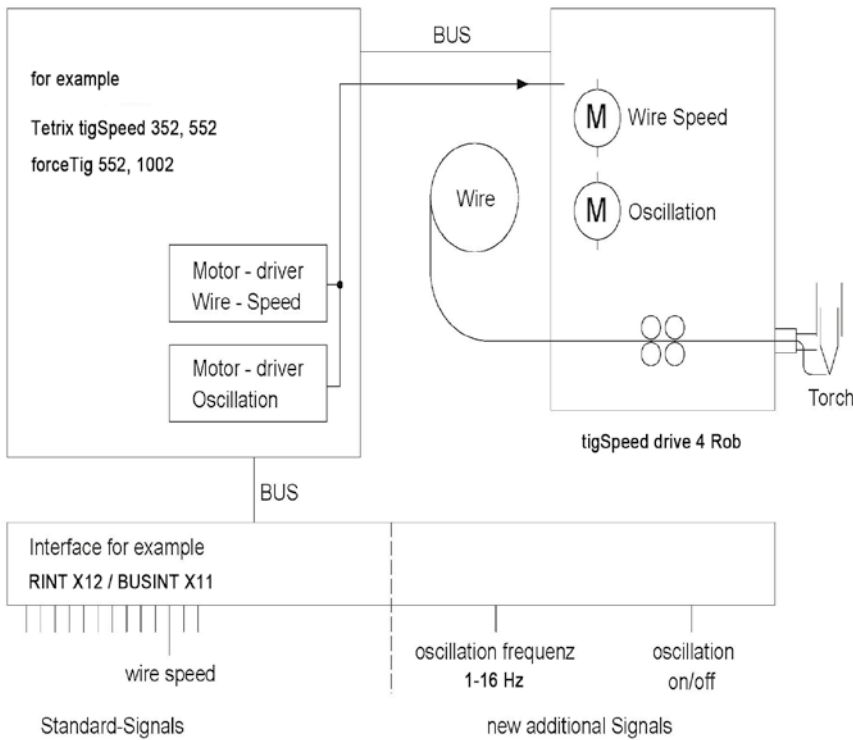 BUS
for example
Tetrix tigSpeed 352, 552
forceTig 552, 1002
M
Wire Speed
Wire
M
Oscillation
Motor - driver
Wire - Speed
Motor - driver
Oscillation
Torch
tigSpeed drive 4 Rob
BUS
Interface for example
RINT X12 / BUSINT X11
wire speed
oscillation frequenz
1-16 Hz
oscillation
on/off
Standard-Signals
new additional Signals